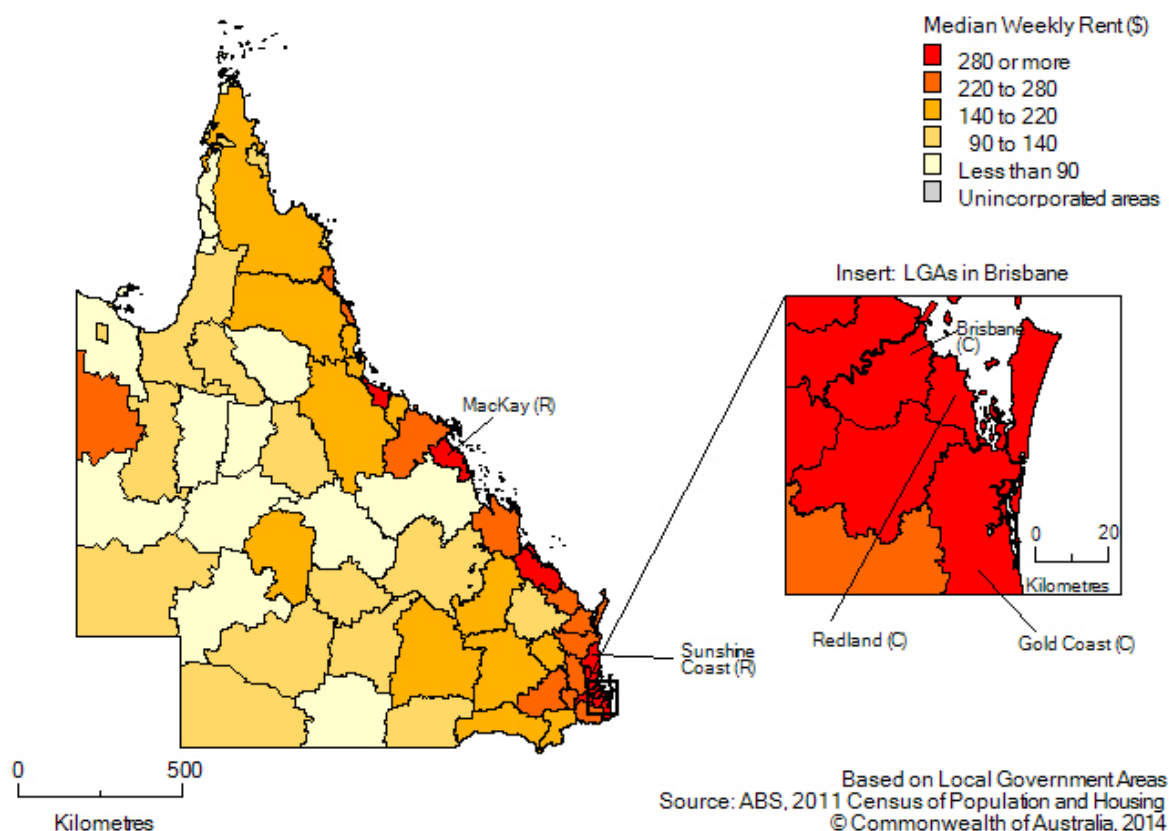 Median Weekly Rent ($)
280 or more
220 to 280
140 to 220
90 to 140
Less than 90
Unincorporated areas
Insert: LGAs in Brisbane
Brisbane
(C)
MacKay (R)
0 20
Kilometres
Redland (C)
Gold Coast (C)
Sunshine
Coast (R)
0 500
Kilometres
Based on Local Government Areas
Source: ABS, 2011 Census of Population and Housing
© Commonwealth of Australia, 2014